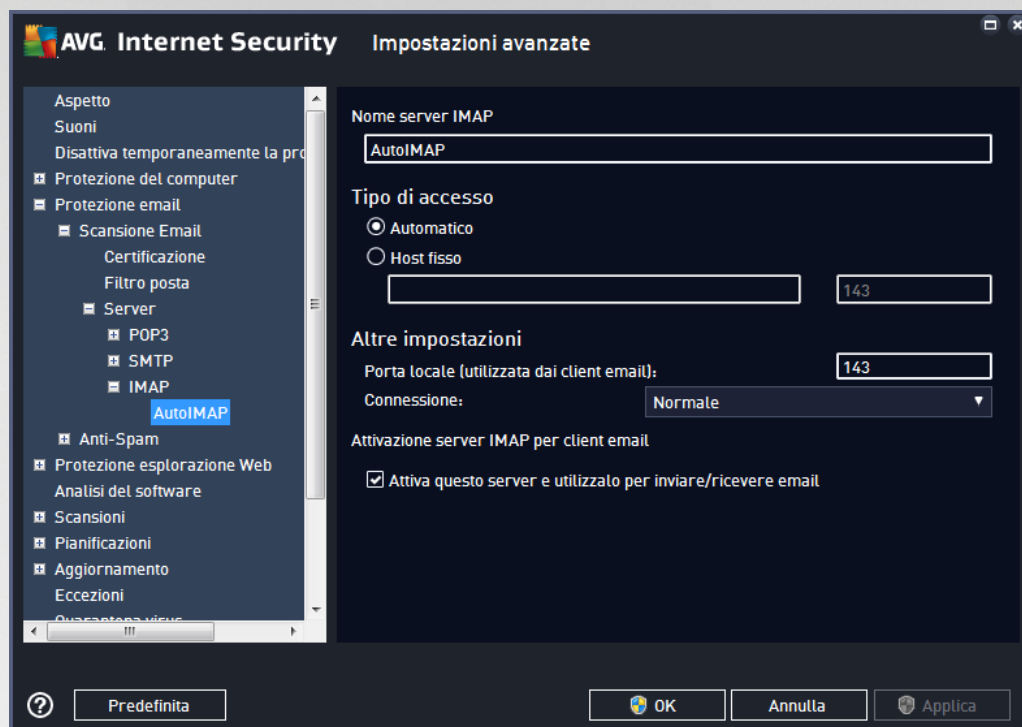 AVG Internet Security Impostazioni avanzate
Aspetto
Suoni
Disattiva temporaneamente la pro
Protezione del computer
Protezione email
Scansione Email
Certificazione
Filtro posta
Server
POP3
SMTP
IMAP
AutoIMAP
Anti-Spam
Protezione esplorazione Web
Analisi del software
Scansioni
Pianificazioni
Aggiornamento
Eccezioni
Quarantena virus
Nome server IMAP
AutoIMAP
Tipo di accesso
Automatico
Host fisso
143
Altre impostazioni
Porta locale (utilizzata dai client email): 143
Connessione: Normale
Attivazione server IMAP per client email
Attiva questo server e utilizzalo per inviare/ricevere email
Predefinita OK Annulla Applica